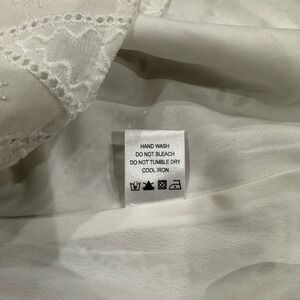 HAND WASH
DO NOT BLEACH
DO NOT TUMBLE DRY
COOL IRON